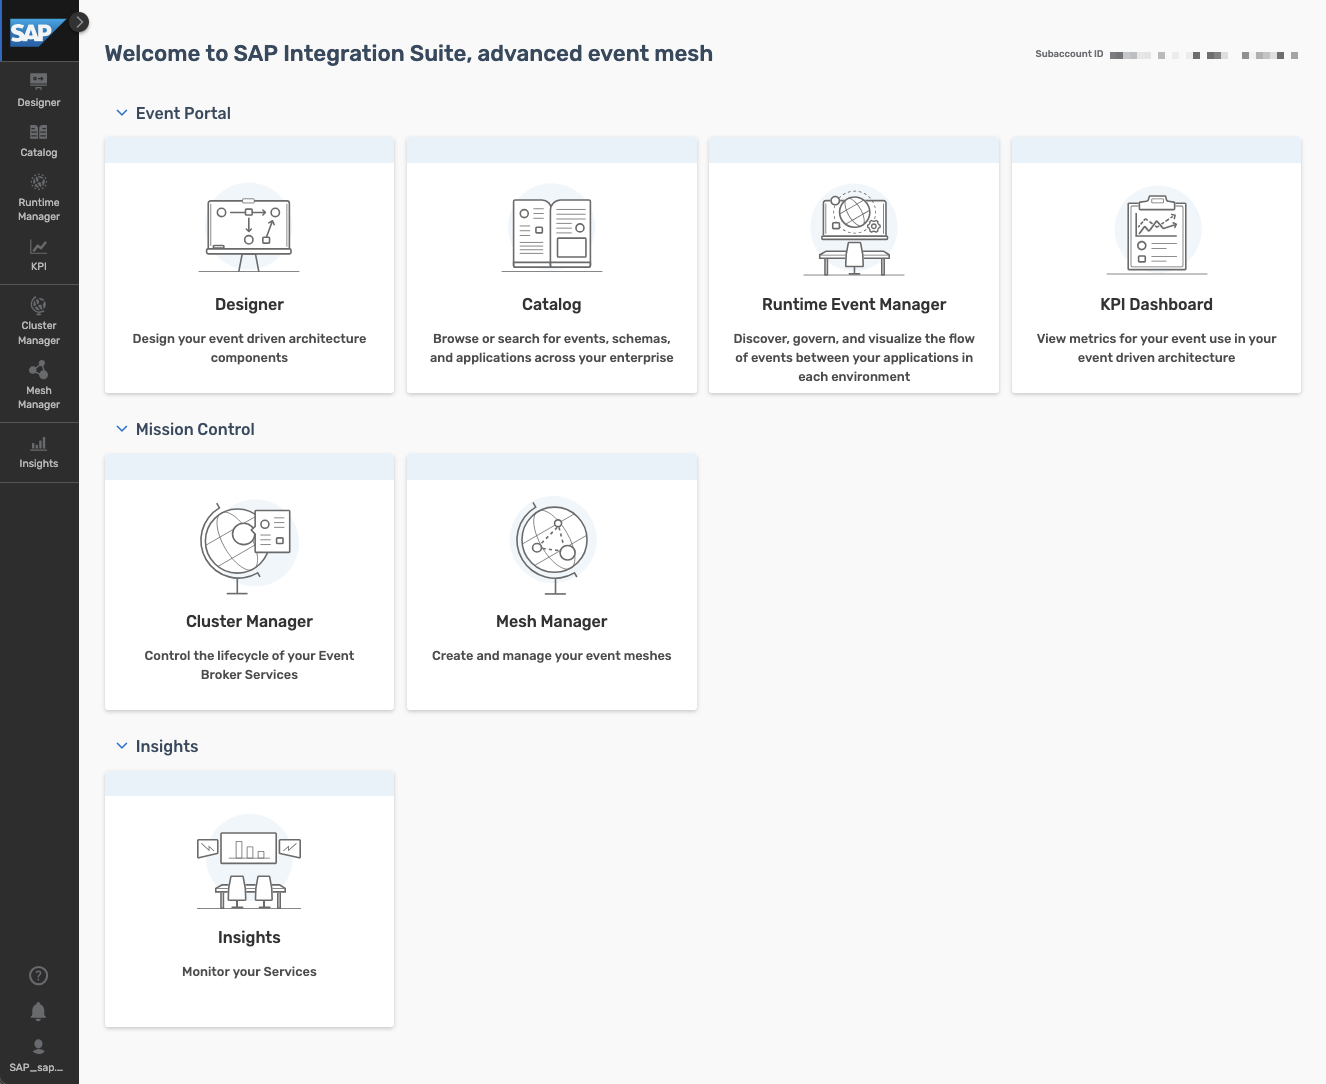 SAP
Designer
Catalog
Runtime
Manager
KPI
Cluster
Manager
Mesh
Manager
Insights
SAP_sap....
Welcome to SAP Integration Suite, advanced event mesh
Subaccount ID
Event Portal
Designer
Design your event driven architecture
components
Catalog
Browse or search for events, schemas,
and applications across your enterprise
Runtime Event Manager
Discover, govern, and visualize the flow
of events between your applications in
each environment
KPI Dashboard
View metrics for your event use in your
event driven architecture
Mission Control
Cluster Manager
Control the lifecycle of your Event
Broker Services
Mesh Manager
Create and manage your event meshes
Insights
Insights
Monitor your Services